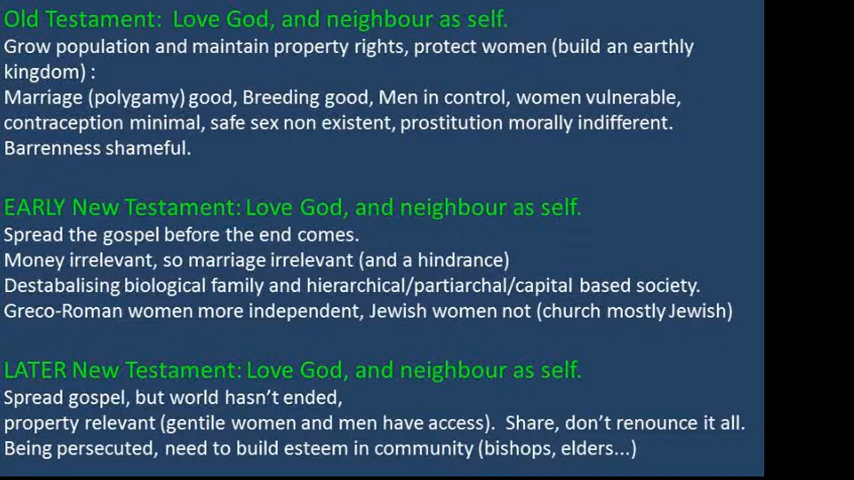 Old Testament:  Love God, and neighbour as self.
Grow population and maintain property rights, protect women (build an earthly
kingdom) :
Marriage (polygamy) good, Breeding good, Men in control, women vulnerable,
contraception minimal, safe sex non existent, prostitution morally indifferent.
Barrenness shameful.
EARLY New Testament: Love God, and neighbour as self.
Spread the gospel before the end comes.
Money irrelevant, so marriage irrelevant (and a hindrance)
Destabalising biological family and hierarchical/partiarchal/capital based society.
Greco-Roman women more independent, Jewish women not (church mostly Jewish)
LATER New Testament: Love God, and neighbour as self.
Spread gospel, but world hasn't ended,
property relevant (gentile women and men have access).  Share, don't renounce it all.
Being persecuted, need to build esteem in community (bishops, elders...)